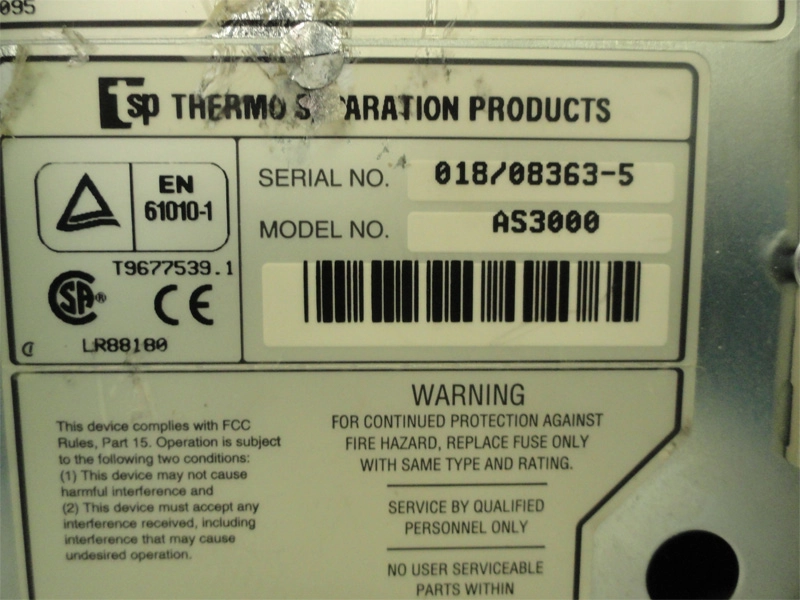 095
tsp THERMO S ARATION PRODUCTS
EN
61010-1
SERIAL NO. 018/08363-5
MODEL NO. AS3000
T9677539.1
SA®
CE
LR88180
WARNING
FOR CONTINUED PROTECTION AGAINST
FIRE HAZARD, REPLACE FUSE ONLY
WITH SAME TYPE AND RATING.
SERVICE BY QUALIFIED
PERSONNEL ONLY
NO USER SERVICEABLE
PARTS WITHIN
This device complies with FCC
Rules, Part 15. Operation is subject
to the following two conditions:
(1) This device may not cause
harmful interference and
(2) This device must accept any
interference received, including
interference that may cause
undesired operation.